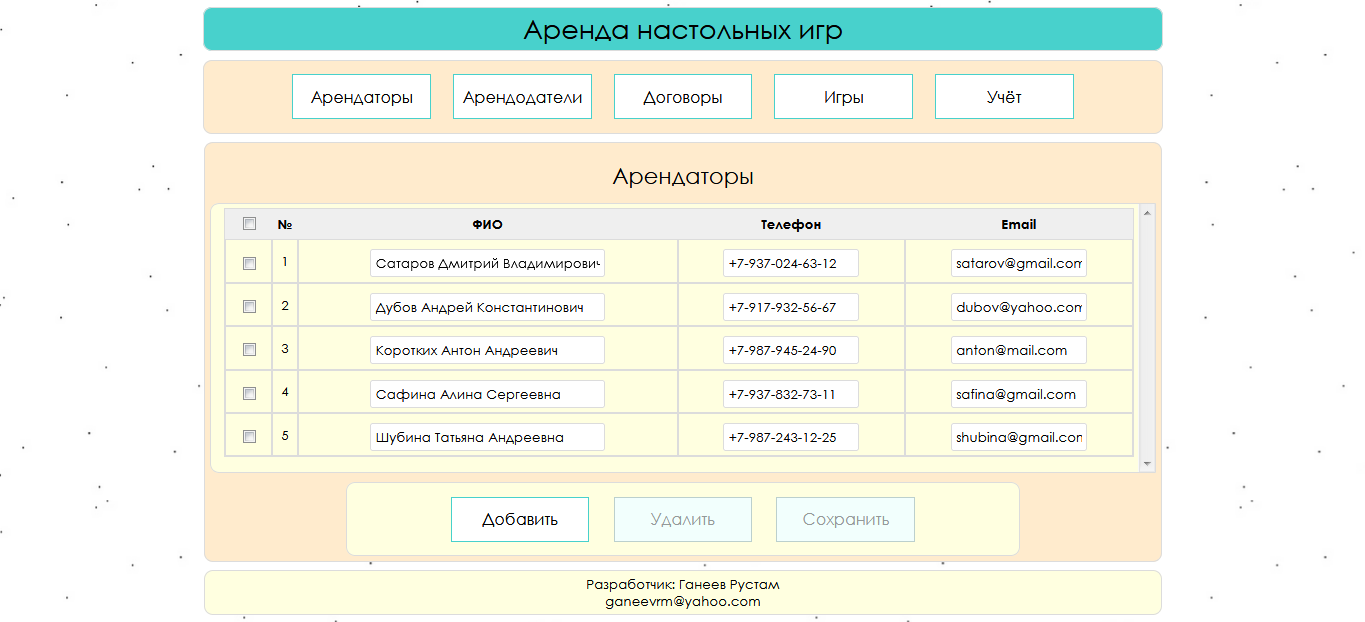 Аренда настольных игр
Арендаторы Арендодатели Договоры Игры Учёт
Арендаторы
№ ФИО Телефон Email
1 Сатаров Дмитрий Владимирович +7-937-024-63-12 satarov@gmail.com
2 Дубов Андрей Константинович +7-917-932-56-67 dubov@yahoo.com
3 Коротких Антон Андреевич +7-987-945-24-90 anton@mail.com
4 Сафина Алина Сергеевна +7-937-832-73-11 safina@gmail.com
5 Шубина Татьяна Андреевна +7-987-243-12-25 shubina@gmail.com
Добавить Удалить Сохранить
Разработчик: Ганеев Рустам
ganeevrm@yahoo.com